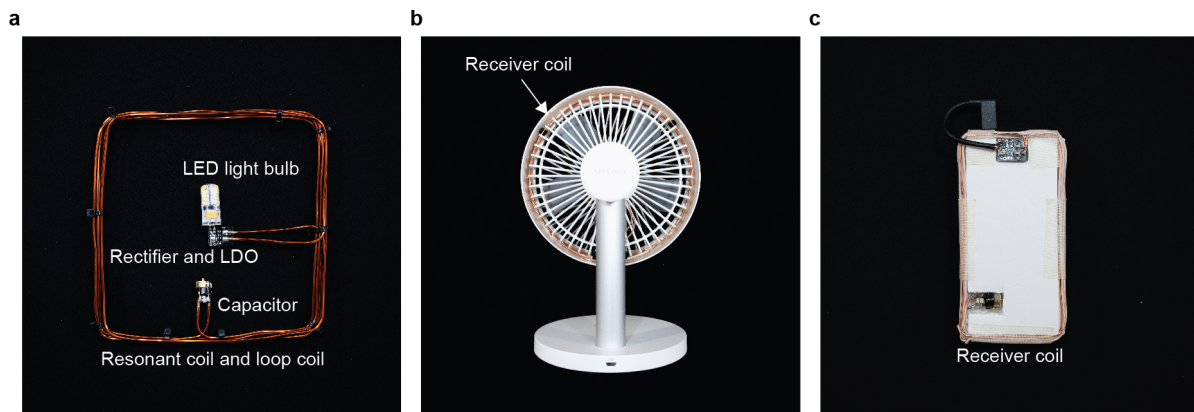 a
b
c
Receiver coil
LED light bulb
Rectifier and LDO
Capacitor
Resonant coil and loop coil
Receiver coil